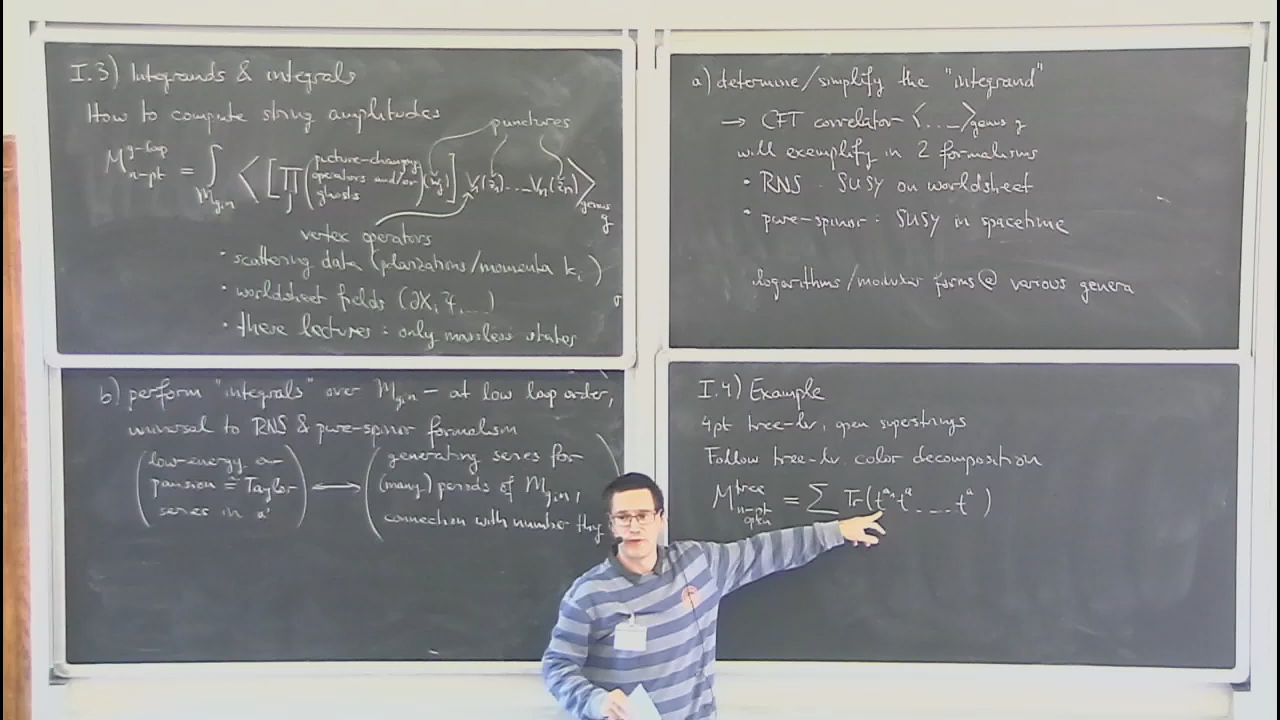 I.3) Integrands & integrals
How to compute string amplitudes
punctures
M^{g-loop}_{n-pt} = ∫_{M_{g,n}} ⟨ [ ∏_j ( picture-changing operators and/or ghosts ) (w_j) ] V_1(z_1) .... V_n(z_n) ⟩_{genus g}
vertex operators
• scattering data (polarizations/momenta k_i)
• worldsheet fields (∂X, ψ, ...)
• these lectures : only massless states
a) determine/simplify the "integrand"
→ CFT correlator <...>genus g
will exemplify in 2 formalisms
• RNS : SUSY on worldsheet
• pure-spinor : SUSY in spacetime
logarithms/modular forms @ various genera
b) perform "integrals" over M_{g,n} – at low loop order,
universal to RNS & pure-spinor formalism
( low-energy ex-
pansion = Taylor
series in α' )
↔
( generating series for
(many) periods of M_{g,n},
connection with number thy
I.4) Example
4pt tree-lv, open superstrings
Follow tree-lv. color decomposition
M^{tree}_{n-pt open} = ∑ Tr(t^{a_1} t^{a} .... t^{a} )